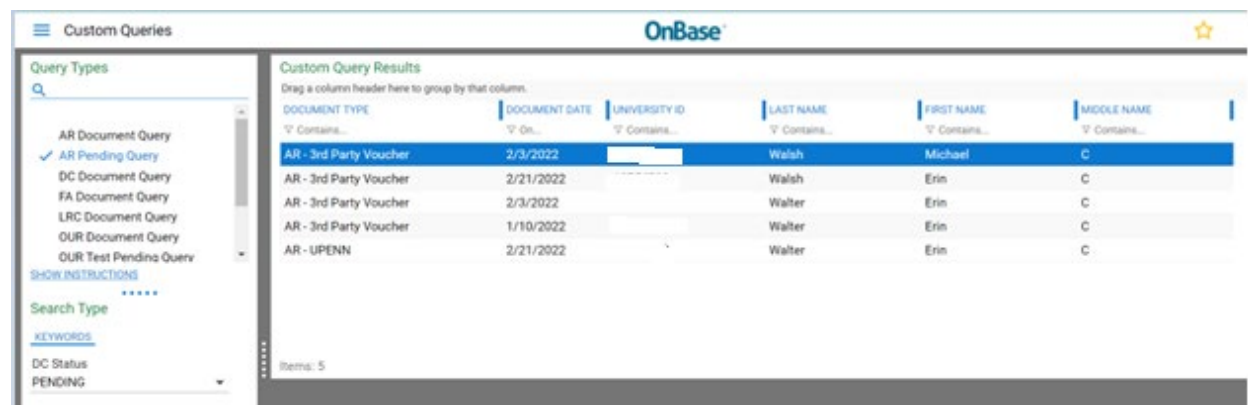 Custom Queries
OnBase
Query Types
AR Document Query
AR Pending Query
DC Document Query
FA Document Query
LRC Document Query
OUR Document Query
OUR Test Pending Query
SHOW INSTRUCTIONS
Search Type
KEYWORDS
DC Status
PENDING
Custom Query Results
Drag a column header here to group by that column.
DOCUMENT TYPE DOCUMENT DATE UNIVERSITY ID LAST NAME FIRST NAME MIDDLE NAME
Contains... On... Contains... Contains... Contains... Contains...
AR - 3rd Party Voucher 2/3/2022 Walsh Michael C
AR - 3rd Party Voucher 2/21/2022 Walsh Erin C
AR - 3rd Party Voucher 2/3/2022 Walter Erin C
AR - 3rd Party Voucher 1/10/2022 Walter Erin C
AR - UPENN 2/21/2022 Walter Erin C
Items: 5